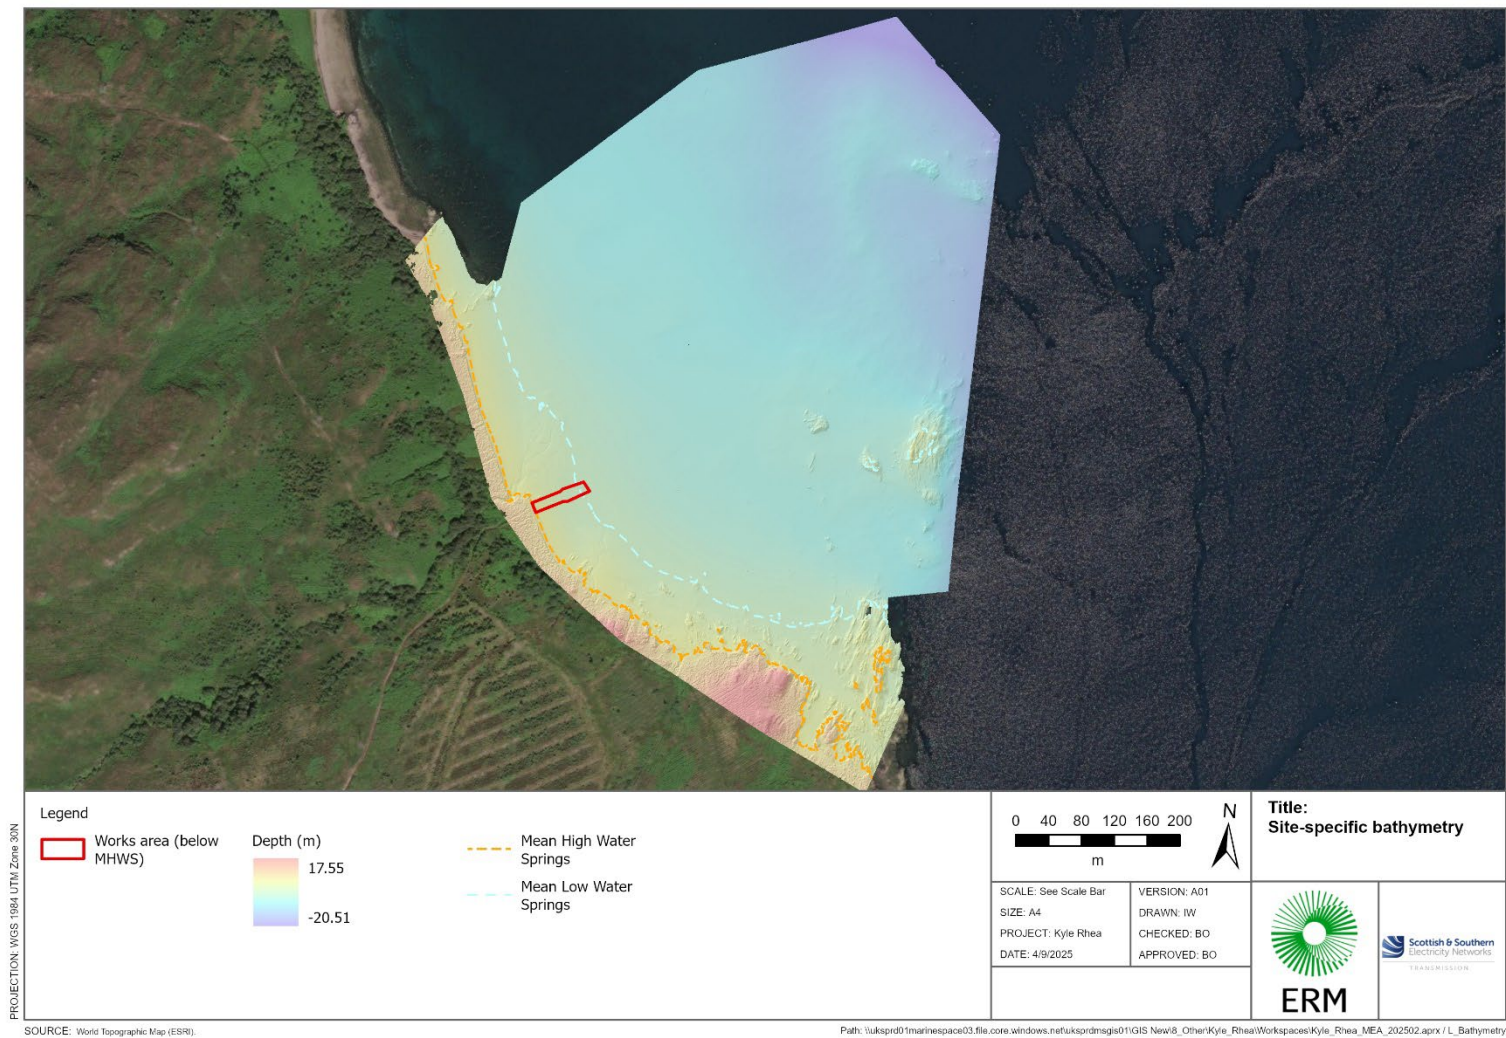 Legend
Works area (below
MHWS)
Depth (m)
17.55
-20.51
Mean High Water
Springs
Mean Low Water
Springs
0 40 80 120 160 200
m
N
Title:
Site-specific bathymetry
SCALE: See Scale Bar
VERSION: A01
SIZE: A4
DRAWN: IW
PROJECT: Kyle Rhea
CHECKED: BO
DATE: 4/9/2025
APPROVED: BO
ERM
Scottish & Southern
Electricity Networks
TRANSMISSION
PROJECTION: WGS 1984 UTM Zone 30N
SOURCE: World Topographic Map (ESRI).
Path: \\uksprd01marinespace03.file.core.windows.net\uksprdmsgis01\GIS New\8_Other\Kyle_Rhea\Workspaces\Kyle_Rhea_MEA_202502.aprx / L_Bathymetry